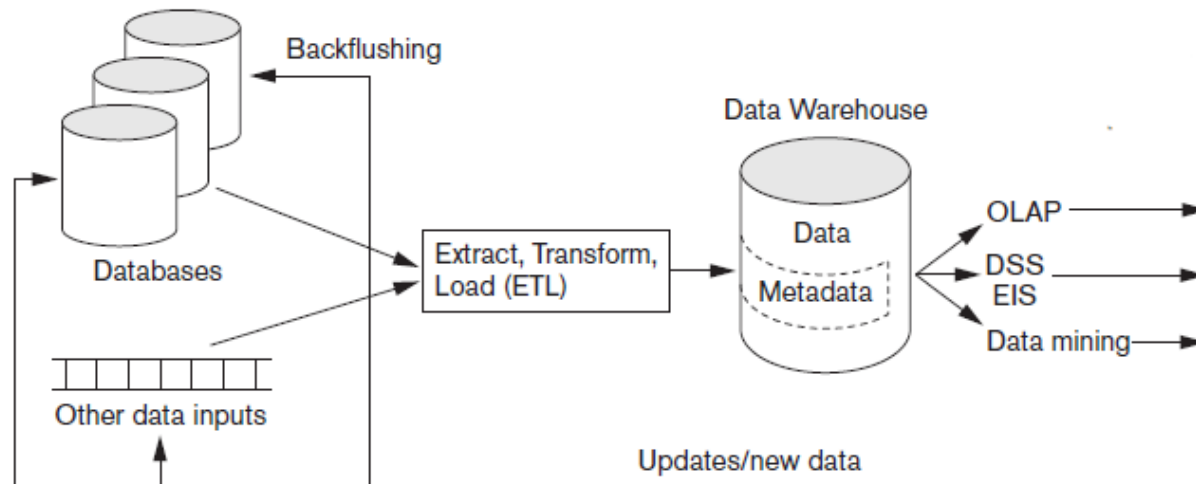 Backflushing
Data Warehouse
Databases
Extract, Transform,
Load (ETL)
Data
Metadata
OLAP
DSS
EIS
Data mining
Other data inputs
Updates/new data